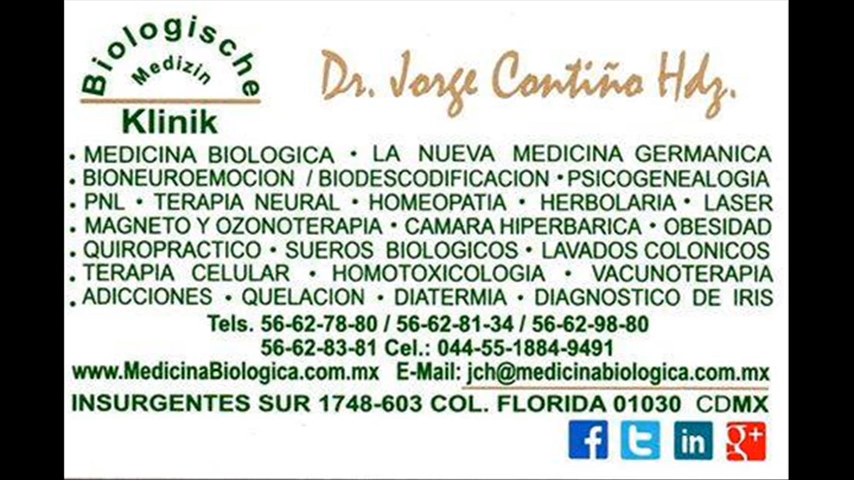 Biologische
Medizin
Klinik
Dr. Jorge Contiño Hdz.
• MEDICINA BIOLOGICA • LA NUEVA MEDICINA GERMANICA
• BIONEUROEMOCION / BIODESCODIFICACION • PSICOGENEALOGIA
• PNL • TERAPIA NEURAL • HOMEOPATIA • HERBOLARIA • LASER
• MAGNETO Y OZONOTERAPIA • CAMARA HIPERBARICA • OBESIDAD
• QUIROPRACTICO • SUEROS BIOLOGICOS • LAVADOS COLONICOS
• TERAPIA CELULAR • HOMOTOXICOLOGIA • VACUNOTERAPIA
• ADICCIONES • QUELACION • DIATERMIA • DIAGNOSTICO DE IRIS
Tels. 56-62-78-80 / 56-62-81-34 / 56-62-98-80
56-62-83-81 Cel.: 044-55-1884-9491
www.MedicinaBiologica.com.mx E-Mail: jch@medicinabiologica.com.mx
INSURGENTES SUR 1748-603 COL. FLORIDA 01030 CDMX
f t in g+